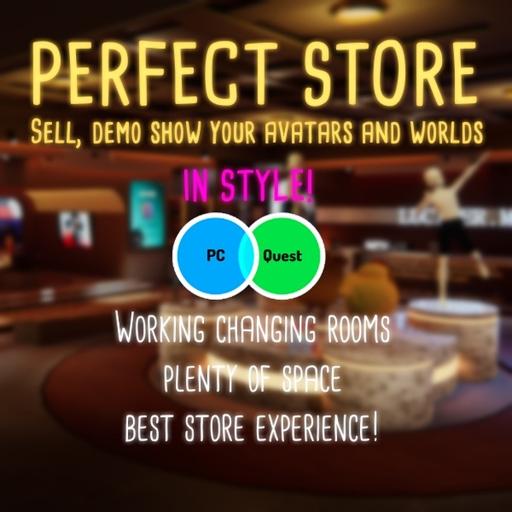 PERFECT STORE
SELL, DEMO SHOW YOUR AVATARS AND WORLDS
IN STYLE!
PC Quest
WORKING CHANGING ROOMS
PLENTY OF SPACE
BEST STORE EXPERIENCE!